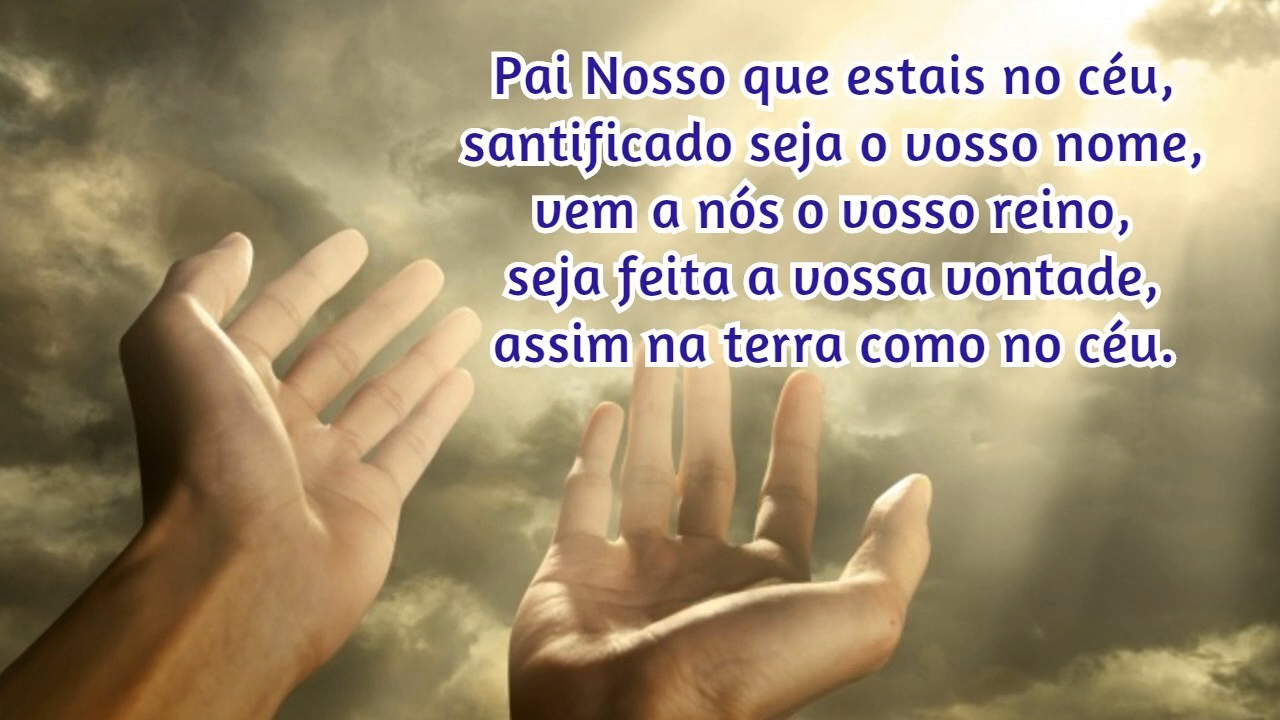 Pai Nosso que estais no céu,
santificado seja o vosso nome,
vem a nós o vosso reino,
seja feita a vossa vontade,
assim na terra como no céu.